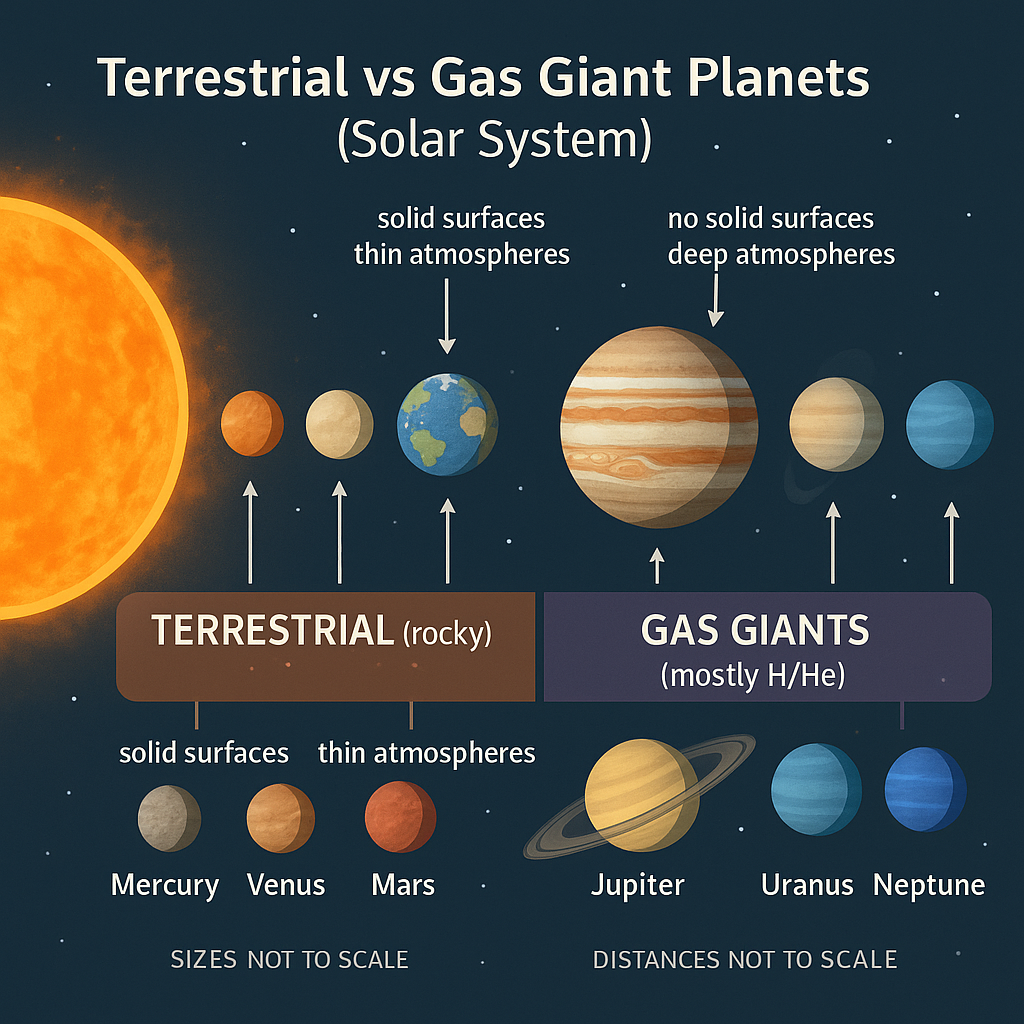 Terrestrial vs Gas Giant Planets
(Solar System)
solid surfaces
thin atmospheres
no solid surfaces
deep atmospheres
TERRESTRIAL (rocky)
GAS GIANTS
(mostly H/He)
solid surfaces
thin atmospheres
Mercury
Venus
Mars
Jupiter
Uranus
Neptune
SIZES NOT TO SCALE
DISTANCES NOT TO SCALE